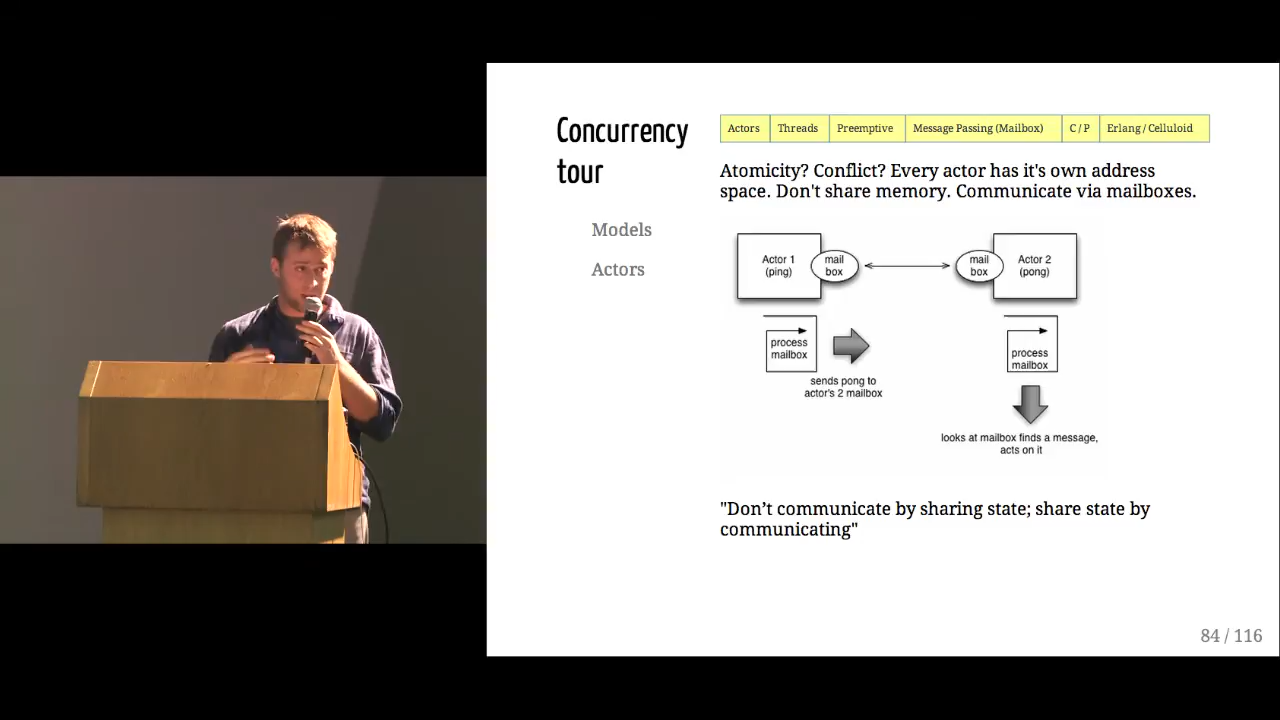 Concurrency
tour
Models
Actors
Actors Threads Preemptive Message Passing (Mailbox) C / P Erlang / Celluloid
Atomicity? Conflict? Every actor has it's own address
space. Don't share memory. Communicate via mailboxes.
Actor 1
(ping)
mail
box
mail
box
Actor 2
(pong)
process
mailbox
sends pong to
actor's 2 mailbox
process
mailbox
looks at mailbox finds a message,
acts on it
"Don’t communicate by sharing state; share state by
communicating"
84 / 116